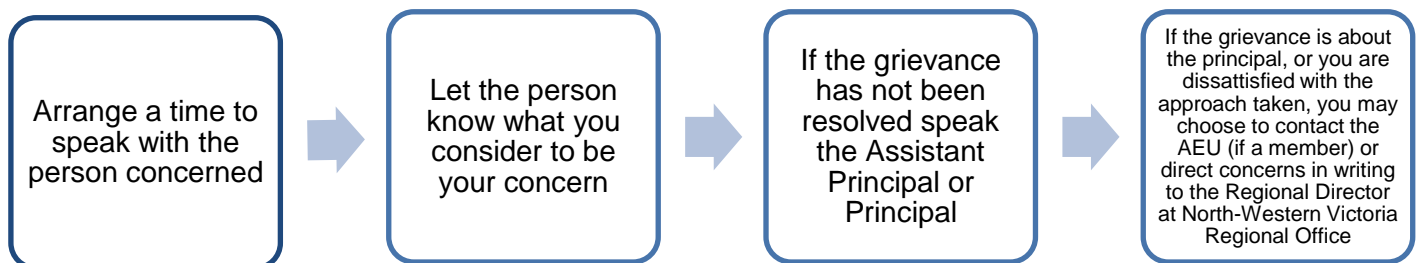 Arrange a time to
speak with the
person concerned
Let the person
know what you
consider to be
your concern
If the grievance
has not been
resolved speak
the Assistant
Principal or
Principal
If the grievance is about
the principal, or you are
dissattisfied with the
approach taken, you may
choose to contact the
AEU (if a member) or
direct concerns in writing
to the Regional Director
at North-Western Victoria
Regional Office